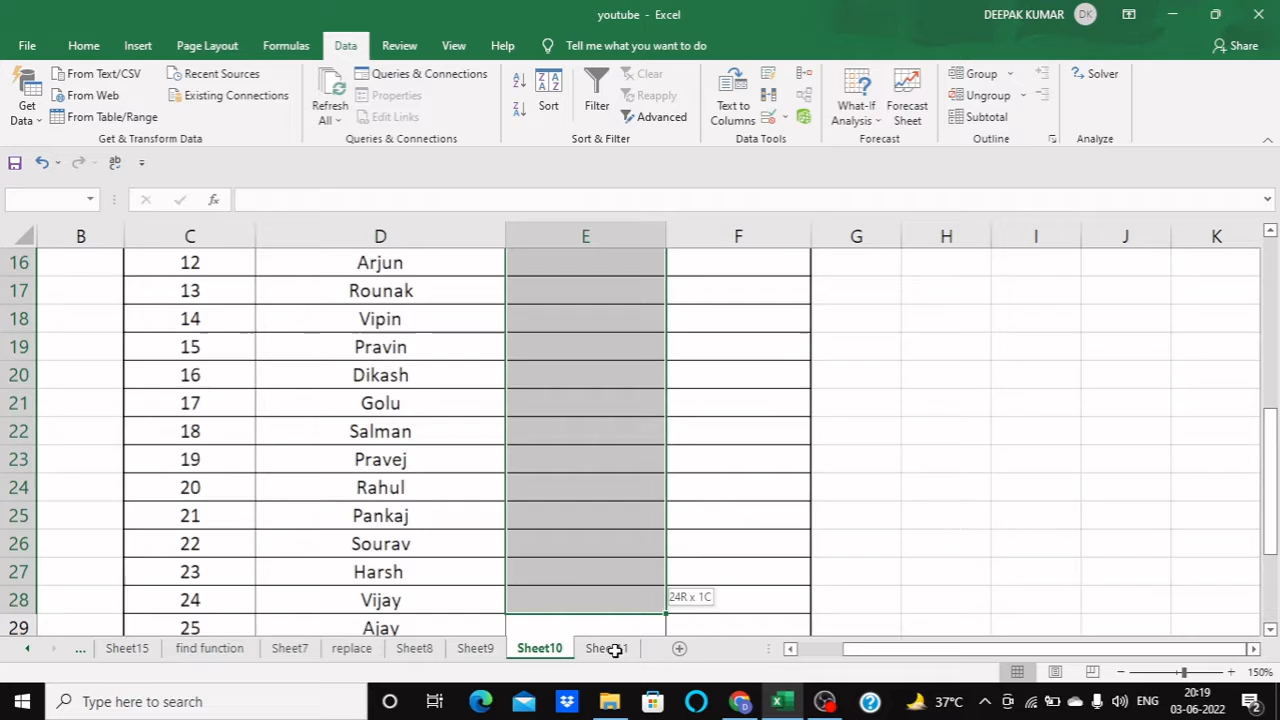 youtube - Excel
DEEPAK KUMAR DK
File Home Insert Page Layout Formulas Data Review View Help Tell me what you want to do Share
Get Data From Text/CSV Recent Sources
From Web Existing Connections
From Table/Range
Get & Transform Data
Refresh All Queries & Connections
Properties
Edit Links
Queries & Connections
Sort Filter Clear
Reapply
Advanced
Sort & Filter
Text to Columns
Data Tools
What-If Analysis Forecast Sheet
Forecast
Group
Ungroup
Subtotal
Outline
Solver
Analyze
ab
fx
B C D E F G H I J K
16 12 Arjun
17 13 Rounak
18 14 Vipin
19 15 Pravin
20 16 Dikash
21 17 Golu
22 18 Salman
23 19 Pravej
24 20 Rahul
25 21 Pankaj
26 22 Sourav
27 23 Harsh
28 24 Vijay 24R x 1C
29 25 Ajay
... Sheet15 find function Sheet7 replace Sheet8 Sheet9 Sheet10
150%
Type here to search
37°C ENG 20:19
03-06-2022 2